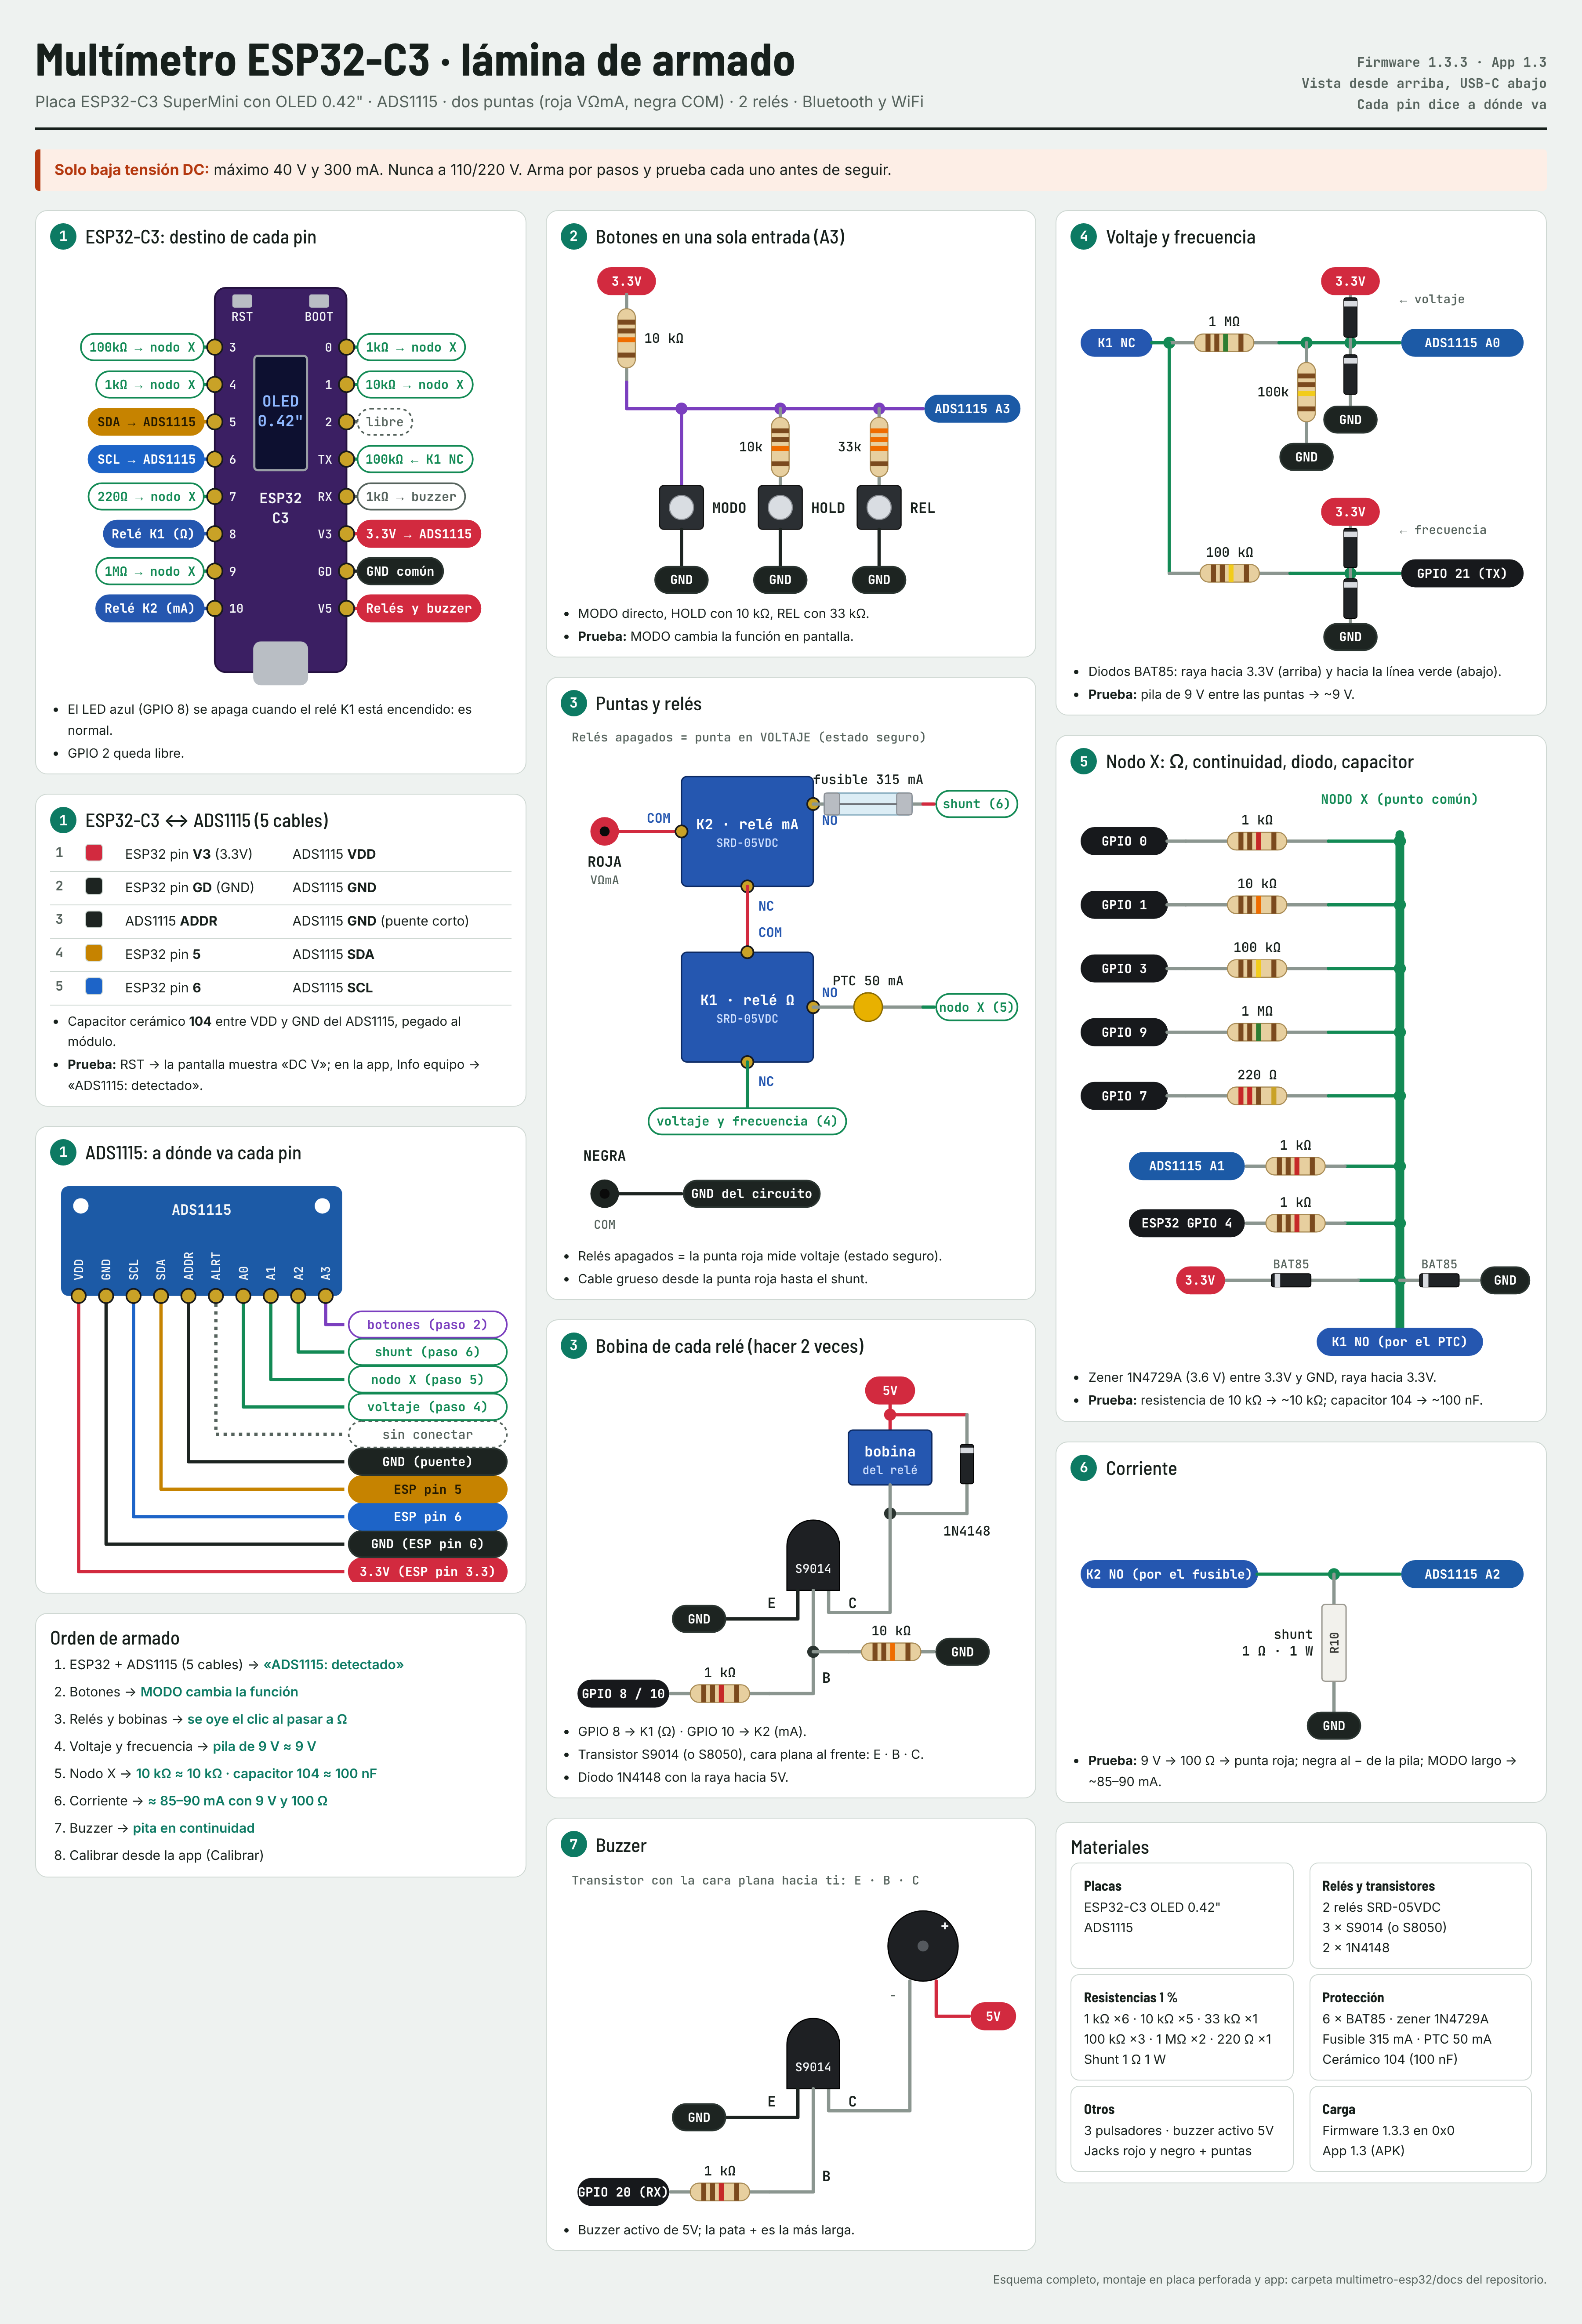 Multímetro ESP32-C3 · lámina de armado
Placa ESP32-C3 SuperMini con OLED 0.42" · ADS1115 · dos puntas (roja VΩmA, negra COM) · 2 relés · Bluetooth y WiFi
Firmware 1.3.3 · App 1.3
Vista desde arriba, USB-C abajo
Cada pin dice a dónde va
Solo baja tensión DC: máximo 40 V y 300 mA. Nunca a 110/220 V. Arma por pasos y prueba cada uno antes de seguir.
1 ESP32-C3: destino de cada pin
RST BOOT
100kΩ → nodo X 3 0 1kΩ → nodo X
1kΩ → nodo X 4 1 10kΩ → nodo X
OLED
0.42"
SDA → ADS1115 5 2 libre
SCL → ADS1115 6 TX 100kΩ ← K1 NC
220Ω → nodo X 7 RX 1kΩ → buzzer
ESP32
C3
Relé K1 (Ω) 8 V3 3.3V → ADS1115
1MΩ → nodo X 9 GD GND común
Relé K2 (mA) 10 V5 Relés y buzzer
• El LED azul (GPIO 8) se apaga cuando el relé K1 está encendido: es
normal.
• GPIO 2 queda libre.
1 ESP32-C3 ↔ ADS1115 (5 cables)
1 ESP32 pin V3 (3.3V) ADS1115 VDD
2 ESP32 pin GD (GND) ADS1115 GND
3 ADS1115 ADDR ADS1115 GND (puente corto)
4 ESP32 pin 5 ADS1115 SDA
5 ESP32 pin 6 ADS1115 SCL
• Capacitor cerámico 104 entre VDD y GND del ADS1115, pegado al
módulo.
• Prueba: RST → la pantalla muestra «DC V»; en la app, Info equipo →
«ADS1115: detectado».
1 ADS1115: a dónde va cada pin
ADS1115
VDD GND SCL SDA ADDR ALRT A0 A1 A2 A3
botones (paso 2)
shunt (paso 6)
nodo X (paso 5)
voltaje (paso 4)
sin conectar
GND (puente)
ESP pin 5
ESP pin 6
GND (ESP pin G)
3.3V (ESP pin 3.3)
Orden de armado
1. ESP32 + ADS1115 (5 cables) → «ADS1115: detectado»
2. Botones → MODO cambia la función
3. Relés y bobinas → se oye el clic al pasar a Ω
4. Voltaje y frecuencia → pila de 9 V ≈ 9 V
5. Nodo X → 10 kΩ ≈ 10 kΩ · capacitor 104 ≈ 100 nF
6. Corriente → ≈ 85–90 mA con 9 V y 100 Ω
7. Buzzer → pita en continuidad
8. Calibrar desde la app (Calibrar)
2 Botones en una sola entrada (A3)
3.3V
10 kΩ
ADS1115 A3
10k 33k
MODO HOLD REL
GND GND GND
• MODO directo, HOLD con 10 kΩ, REL con 33 kΩ.
• Prueba: MODO cambia la función en pantalla.
3 Puntas y relés
Relés apagados = punta en VOLTAJE (estado seguro)
fusible 315 mA
shunt (6)
COM K2 · relé mA NO
SRD-05VDC
ROJA
VΩmA
NC
COM
PTC 50 mA
K1 · relé Ω NO nodo X (5)
SRD-05VDC
NC
voltaje y frecuencia (4)
NEGRA
GND del circuito
COM
• Relés apagados = la punta roja mide voltaje (estado seguro).
• Cable grueso desde la punta roja hasta el shunt.
3 Bobina de cada relé (hacer 2 veces)
5V
bobina
del relé
1N4148
S9014
E C
GND
10 kΩ
GND
B
1 kΩ
GPIO 8 / 10
• GPIO 8 → K1 (Ω) · GPIO 10 → K2 (mA).
• Transistor S9014 (o S8050), cara plana al frente: E · B · C.
• Diodo 1N4148 con la raya hacia 5V.
7 Buzzer
Transistor con la cara plana hacia ti: E · B · C
+
-
5V
S9014
E C
GND
1 kΩ B
GPIO 20 (RX)
• Buzzer activo de 5V; la pata + es la más larga.
4 Voltaje y frecuencia
3.3V
← voltaje
1 MΩ
K1 NC ADS1115 A0
100k
GND
GND
3.3V
← frecuencia
100 kΩ
GPIO 21 (TX)
GND
• Diodos BAT85: raya hacia 3.3V (arriba) y hacia la línea verde (abajo).
• Prueba: pila de 9 V entre las puntas → ~9 V.
5 Nodo X: Ω, continuidad, diodo, capacitor
NODO X (punto común)
1 kΩ
GPIO 0
10 kΩ
GPIO 1
100 kΩ
GPIO 3
1 MΩ
GPIO 9
220 Ω
GPIO 7
1 kΩ
ADS1115 A1
1 kΩ
ESP32 GPIO 4
BAT85 BAT85
3.3V GND
K1 NO (por el PTC)
• Zener 1N4729A (3.6 V) entre 3.3V y GND, raya hacia 3.3V.
• Prueba: resistencia de 10 kΩ → ~10 kΩ; capacitor 104 → ~100 nF.
6 Corriente
K2 NO (por el fusible) ADS1115 A2
shunt
1 Ω · 1 W
R10
GND
• Prueba: 9 V → 100 Ω → punta roja; negra al − de la pila; MODO largo →
~85–90 mA.
Materiales
Placas
ESP32-C3 OLED 0.42"
ADS1115
Relés y transistores
2 relés SRD-05VDC
3 × S9014 (o S8050)
2 × 1N4148
Resistencias 1 %
1 kΩ ×6 · 10 kΩ ×5 · 33 kΩ ×1
100 kΩ ×3 · 1 MΩ ×2 · 220 Ω ×1
Shunt 1 Ω 1 W
Protección
6 × BAT85 · zener 1N4729A
Fusible 315 mA · PTC 50 mA
Cerámico 104 (100 nF)
Otros
3 pulsadores · buzzer activo 5V
Jacks rojo y negro + puntas
Carga
Firmware 1.3.3 en 0x0
App 1.3 (APK)
Esquema completo, montaje en placa perforada y app: carpeta multimetro-esp32/docs del repositorio.